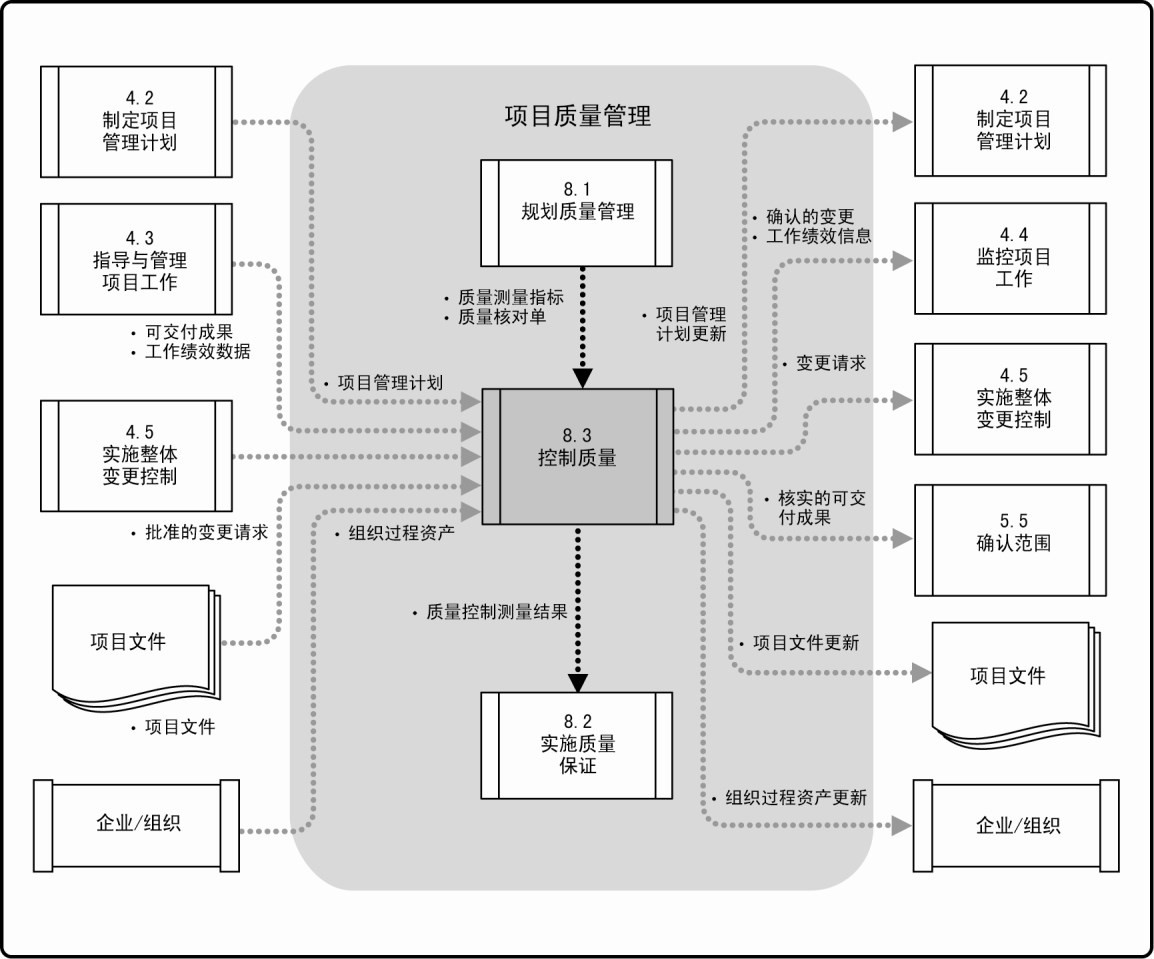 项目质量管理
4.2
制定项目
管理计划
4.3
指导与管理
项目工作
• 可交付成果
• 工作绩效数据
4.5
实施整体
变更控制
• 批准的变更请求
项目文件
• 项目文件
企业/组织
8.1
规划质量管理
• 质量测量指标
• 质量核对单
• 项目管理计划
8.3
控制质量
• 组织过程资产
• 质量控制测量结果
8.2
实施质量
保证
• 确认的变更
• 工作绩效信息
• 项目管理
计划更新
• 变更请求
• 核实的可交
付成果
• 项目文件更新
• 组织过程资产更新
4.2
制定项目
管理计划
4.4
监控项目
工作
4.5
实施整体
变更控制
5.5
确认范围
项目文件
企业/组织